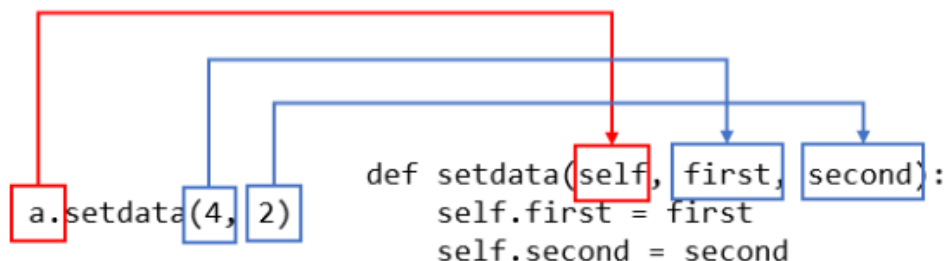 a.setdata(4, 2)
def setdata(self, first, second):
self.first = first
self.second = second